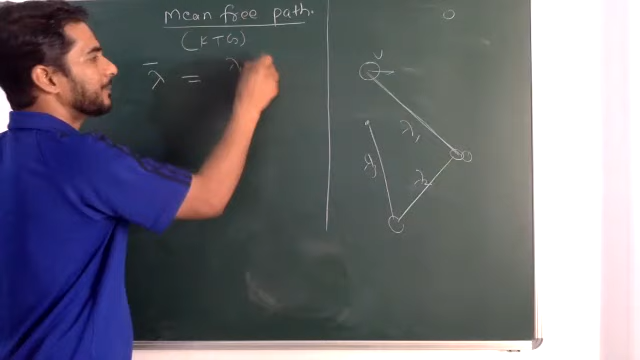 Mean free path.
(KTG)
λ̄ = λ
v
λ₁
λ₂
λ₃